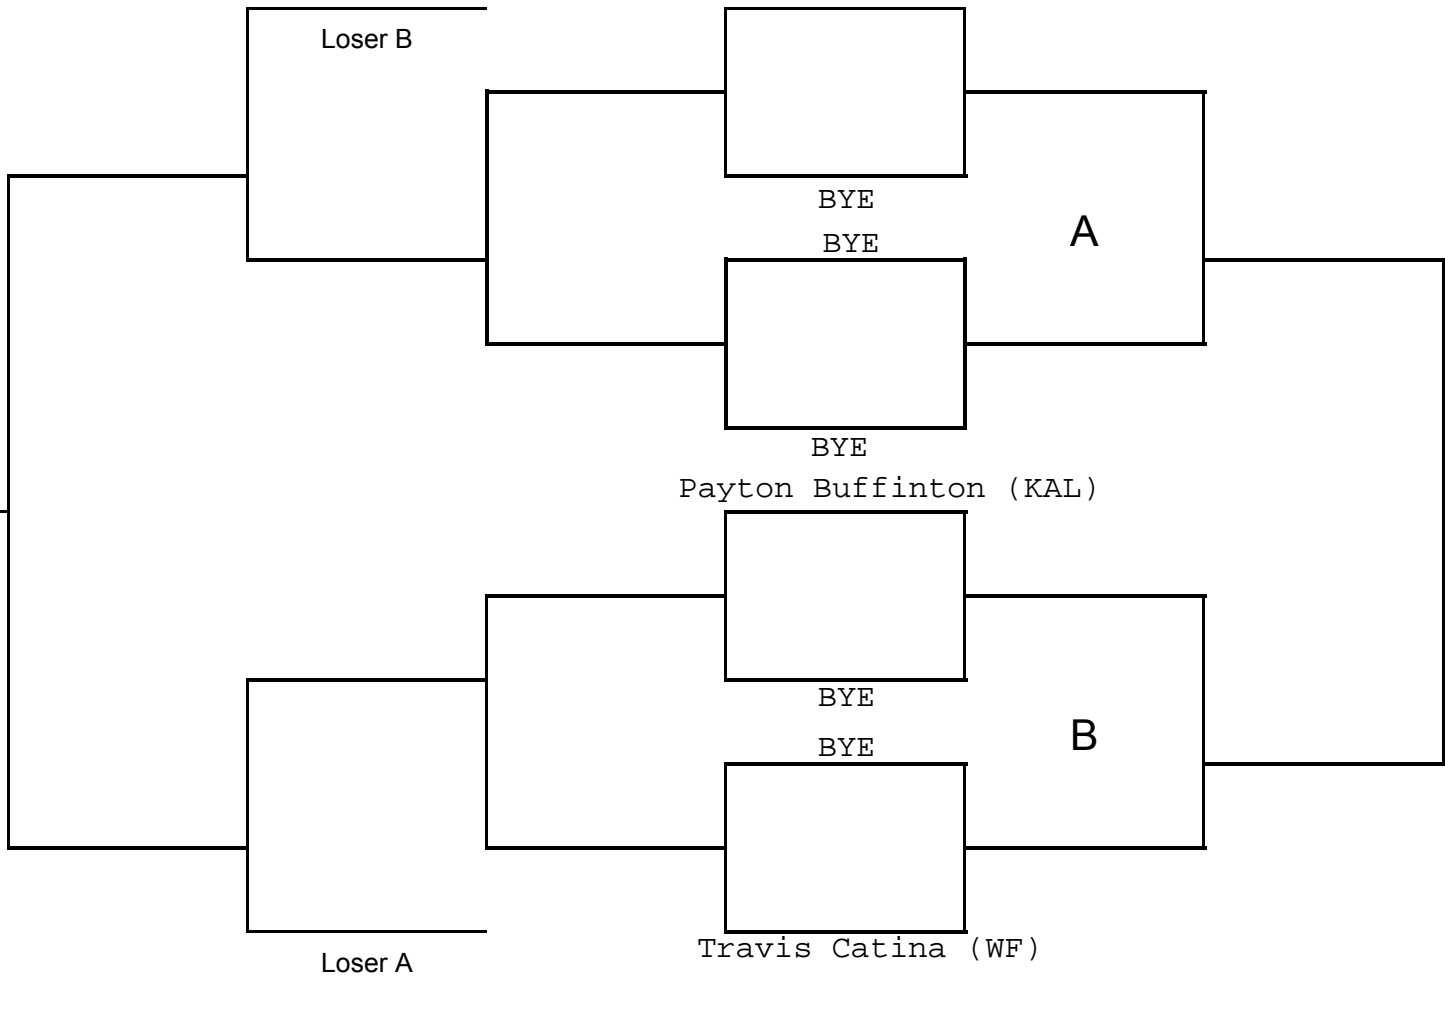 Loser B
BYE
A
BYE
BYE
Payton Buffinton (KAL)
BYE
B
BYE
Travis Catina (WF)
Loser A